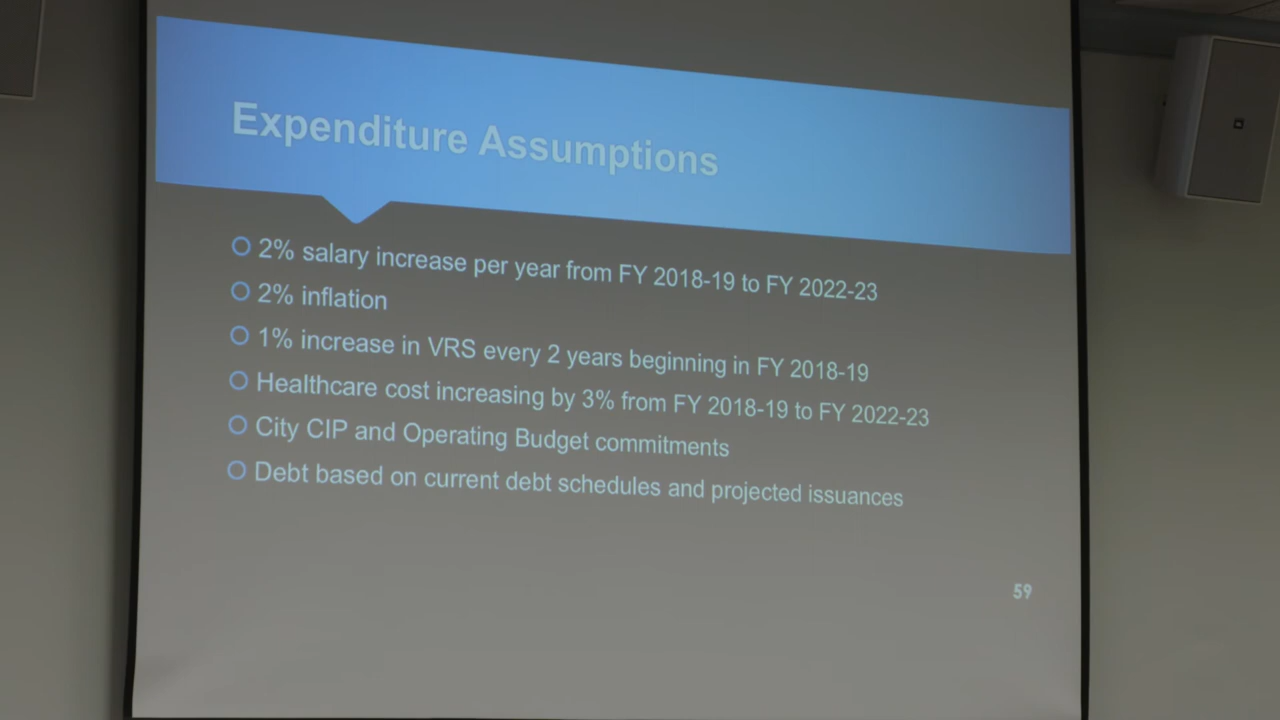 Expenditure Assumptions
2% salary increase per year from FY 2018-19 to FY 2022-23
2% inflation
1% increase in VRS every 2 years beginning in FY 2018-19
Healthcare cost increasing by 3% from FY 2018-19 to FY 2022-23
City CIP and Operating Budget commitments
Debt based on current debt schedules and projected issuances
59